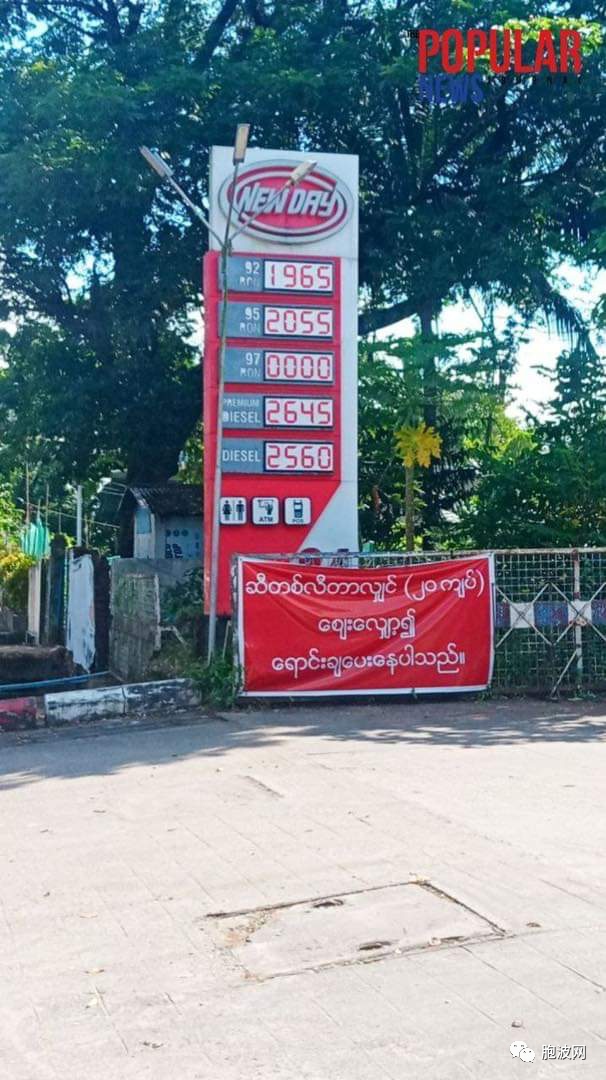 THE POPULAR
NEWS
NEW DAY
92 RON 1965
95 RON 2055
97 RON 0000
PREMIUM DIESEL 2645
DIESEL 2560
ATM
POS
ဆီတစ်လီတာလျှင် (၂၀ကျပ်)
ဈေးလျှော့၍
ရောင်းချပေးနေပါသည်။
胞波网